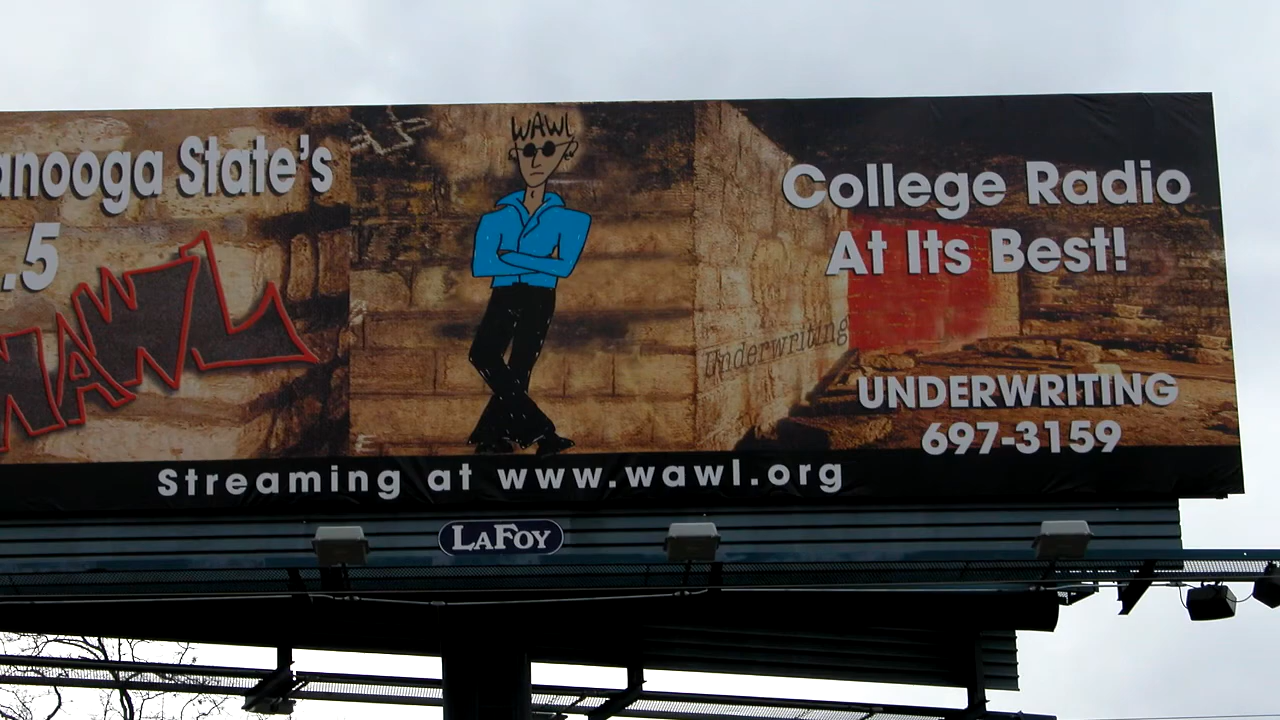 anooga State's
.5
WAWL
WAWL
College Radio
At Its Best!
Underwriting
UNDERWRITING
697-3159
Streaming at www.wawl.org
LAFOY